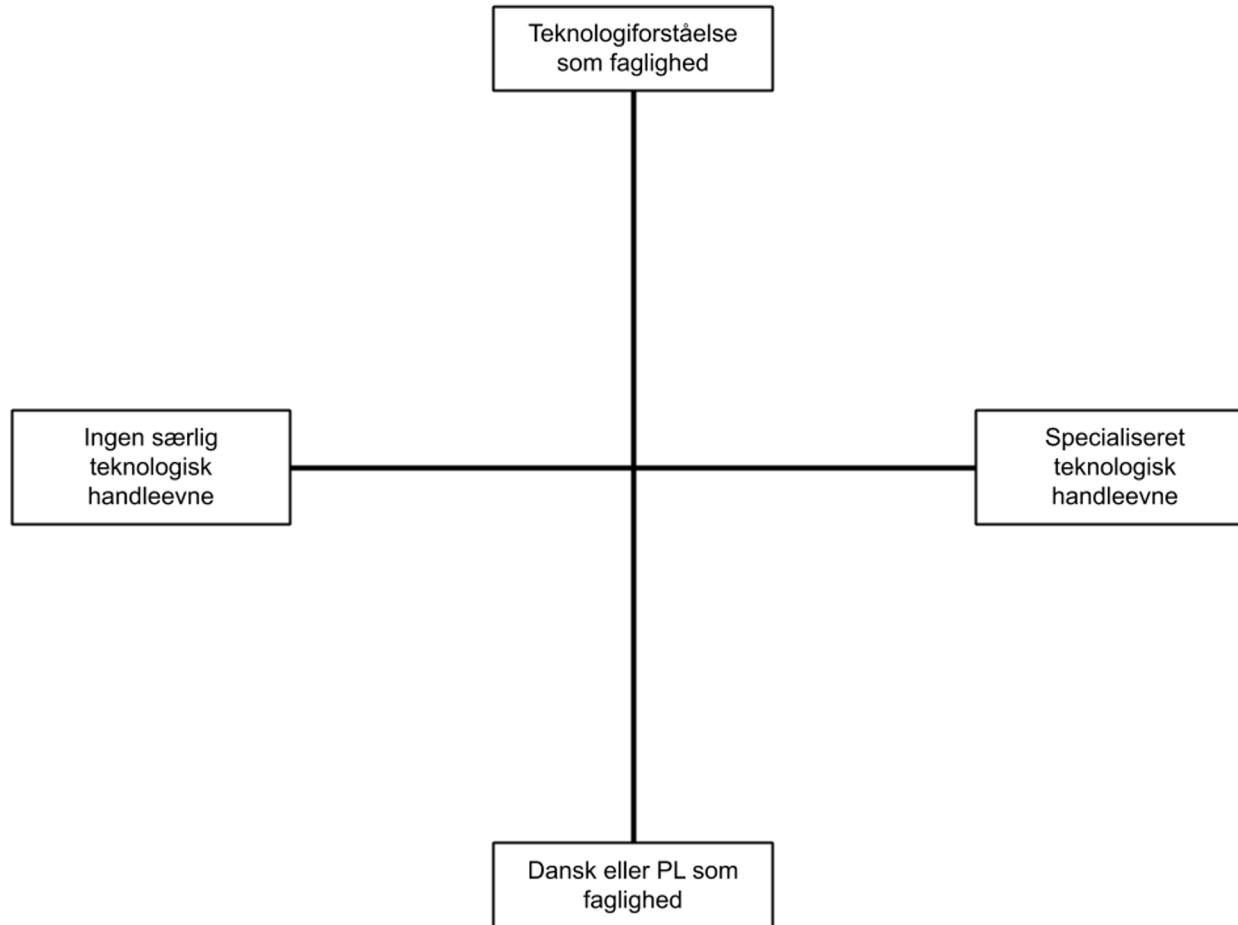 Teknologiforståelse
som faglighed
Ingen særlig
teknologisk
handleevne
Specialiseret
teknologisk
handleevne
Dansk eller PL som
faglighed